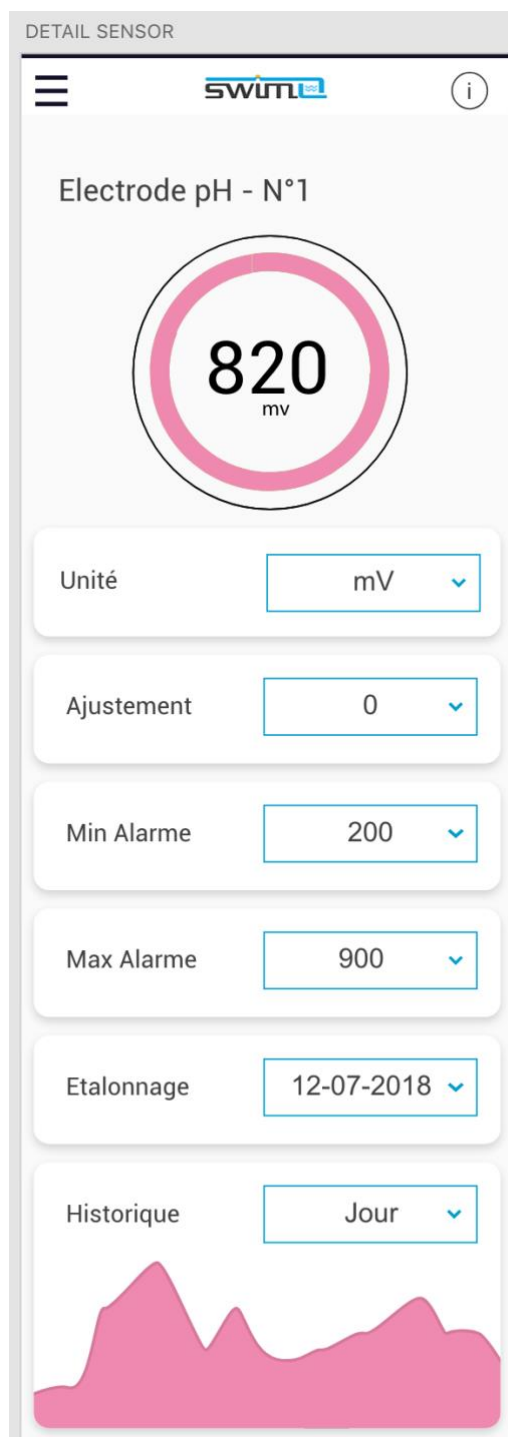 DETAIL SENSOR
swim
i
Electrode pH - N°1
820
mv
Unité mV
Ajustement 0
Min Alarme 200
Max Alarme 900
Etalonnage 12-07-2018
Historique Jour